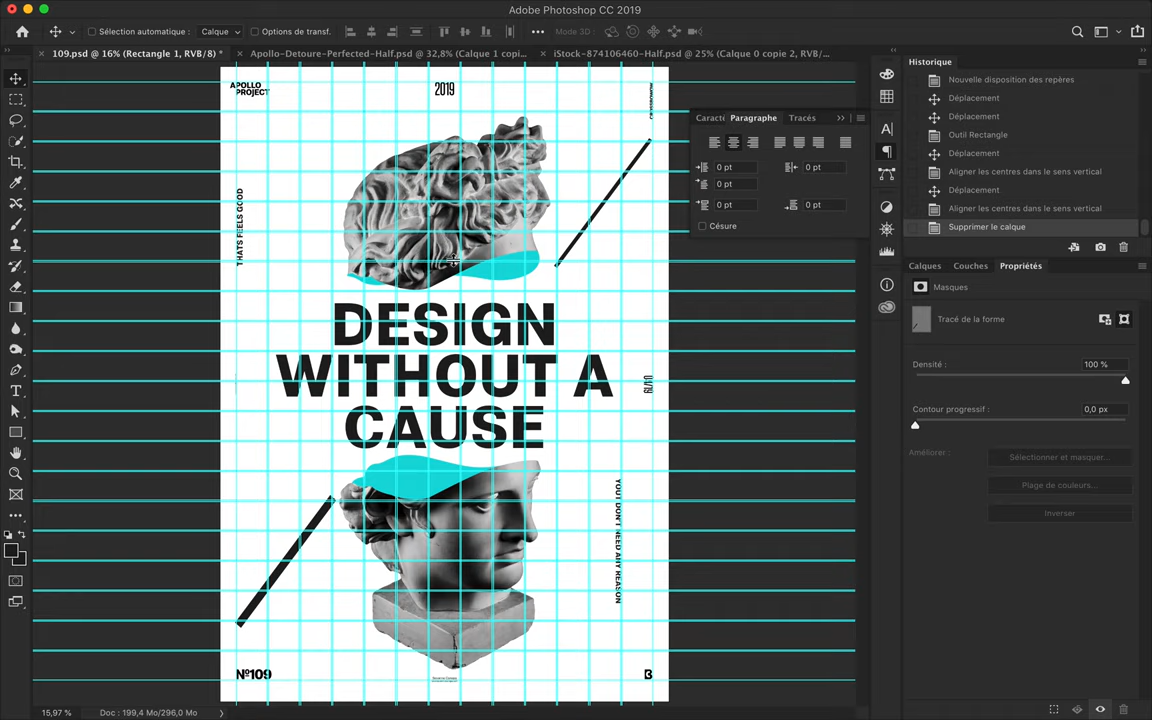 Adobe Photoshop CC 2019
Sélection automatique :
Calque
Options de transf.
Mode 3D :
109.psd @ 16% (Rectangle 1, RVB/8) *
Apollo-Detoure-Perfected-Half.psd @ 32,8% (Calque 1 copi...
iStock-874106460-Half.psd @ 25% (Calque 0 copie 2, RVB/...
APOLLO
PROJECT
2019
THATS FEELS GOOD
DESIGN
WITHOUT A
CAUSE
YOUT DON'T NEED ANY REASON
Nº109
B
Caractè
Paragraphe
Tracés
0 pt
0 pt
0 pt
0 pt
0 pt
Césure
Historique
Nouvelle disposition des repères
Déplacement
Déplacement
Outil Rectangle
Déplacement
Aligner les centres dans le sens vertical
Déplacement
Aligner les centres dans le sens vertical
Supprimer le calque
Calques
Couches
Propriétés
Masques
Tracé de la forme
Densité :
100 %
Contour progressif :
0,0 px
Améliorer :
Sélectionner et masquer...
Plage de couleurs...
Inverser
15,97 %
Doc : 199,4 Mo/296,0 Mo